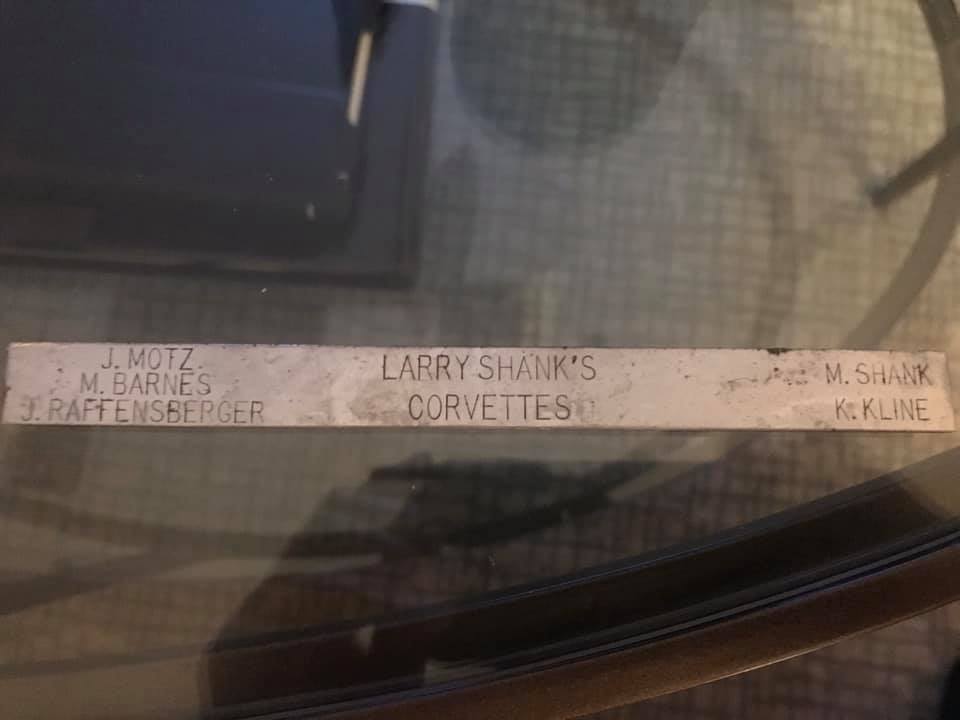 J. MOTZ.
M. BARNES
J. RAFFENSBERGER
LARRY SHANK'S
CORVETTES
M. SHANK
K. KLINE